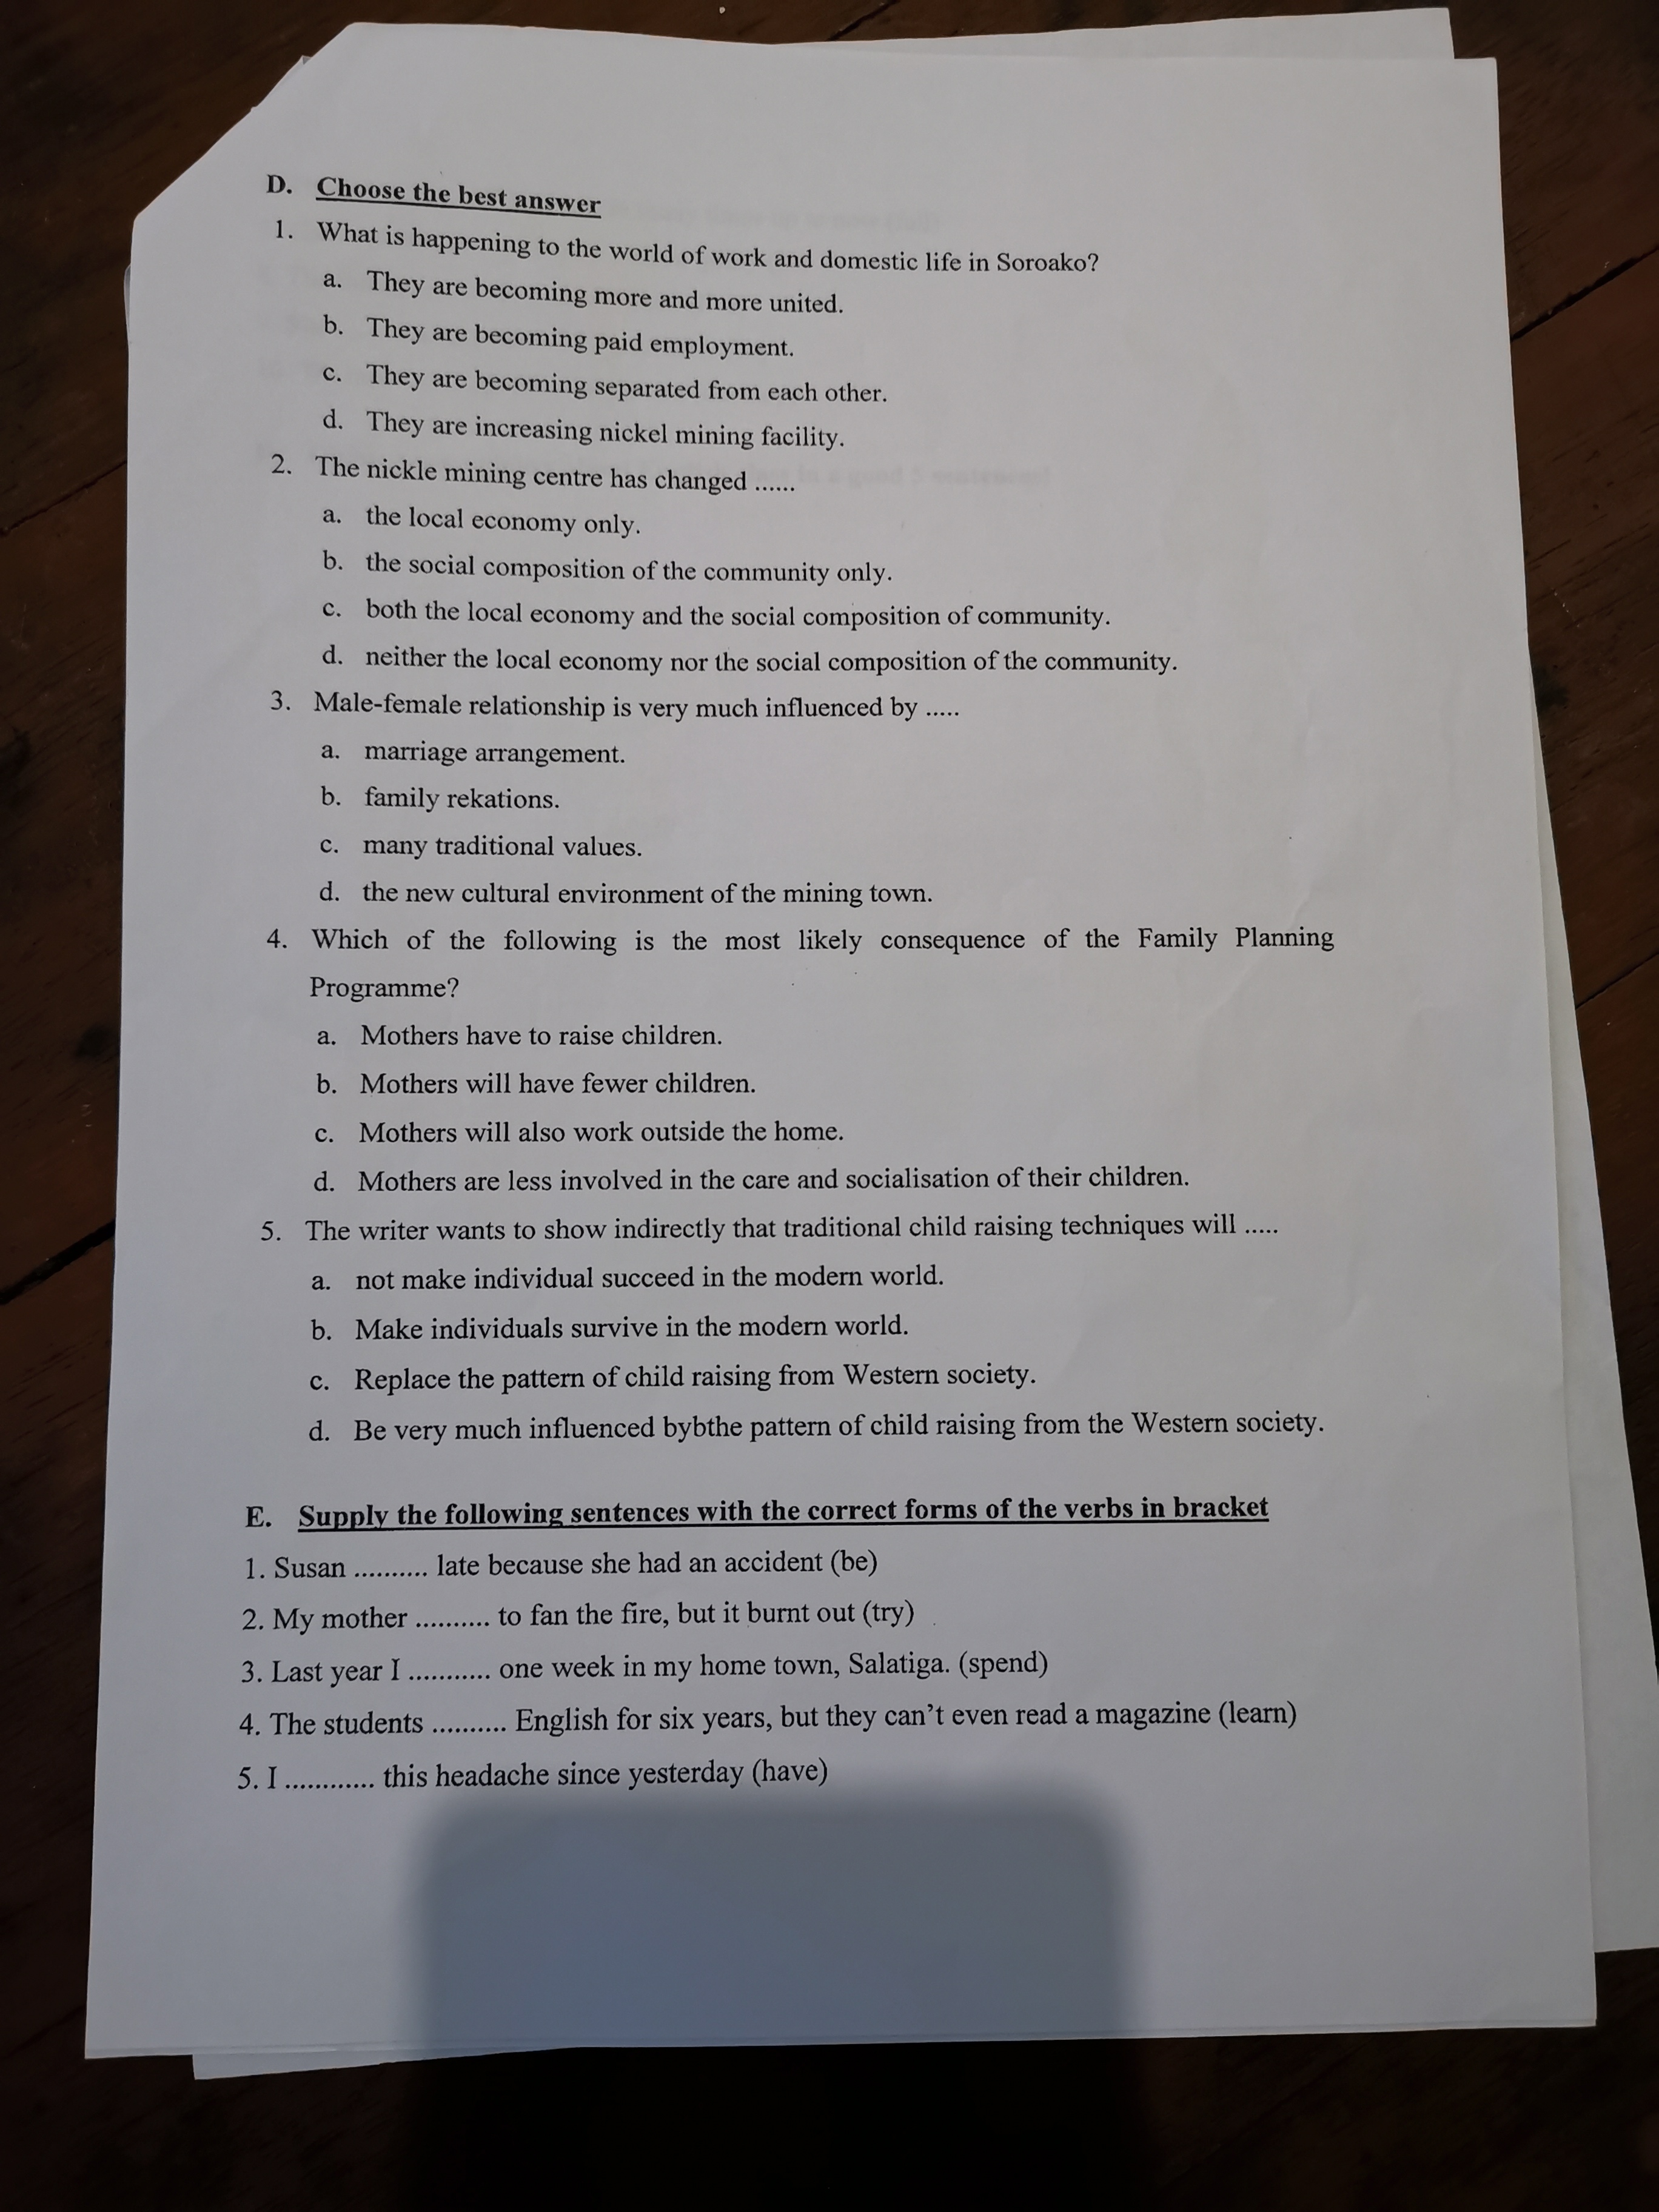 D. Choose the best answer
1. What is happening to the world of work and domestic life in Soroako?
a. They are becoming more and more united.
b. They are becoming paid employment.
c. They are becoming separated from each other.
d. They are increasing nickel mining facility.
2. The nickle mining centre has changed ......
a. the local economy only.
b. the social composition of the community only.
c. both the local economy and the social composition of community.
d. neither the local economy nor the social composition of the community.
3. Male-female relationship is very much influenced by .....
a. marriage arrangement.
b. family rekations.
c. many traditional values.
d. the new cultural environment of the mining town.
4. Which of the following is the most likely consequence of the Family Planning
Programme?
a. Mothers have to raise children.
b. Mothers will have fewer children.
c. Mothers will also work outside the home.
d. Mothers are less involved in the care and socialisation of their children.
5. The writer wants to show indirectly that traditional child raising techniques will .....
a. not make individual succeed in the modern world.
b. Make individuals survive in the modern world.
c. Replace the pattern of child raising from Western society.
d. Be very much influenced bybthe pattern of child raising from the Western society.
E. Supply the following sentences with the correct forms of the verbs in bracket
1. Susan .......... late because she had an accident (be)
2. My mother .......... to fan the fire, but it burnt out (try)
3. Last year I ........... one week in my home town, Salatiga. (spend)
4. The students .......... English for six years, but they can't even read a magazine (learn)
5. I ............ this headache since yesterday (have)